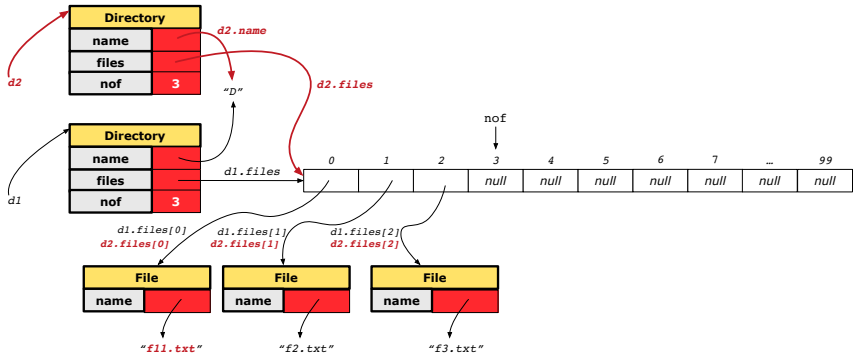 Directory
name
d2.name
files
d2
nof 3
d2.files
"D"
nof
Directory
name
0 1 2 3 4 5 6 7 … 99
files
d1.files
null null null null null null null
d1
nof 3
d1.files[0] d1.files[1] d1.files[2]
d2.files[0] d2.files[1] d2.files[2]
File File File
name name name
"f11.txt" "f2.txt" "f3.txt"